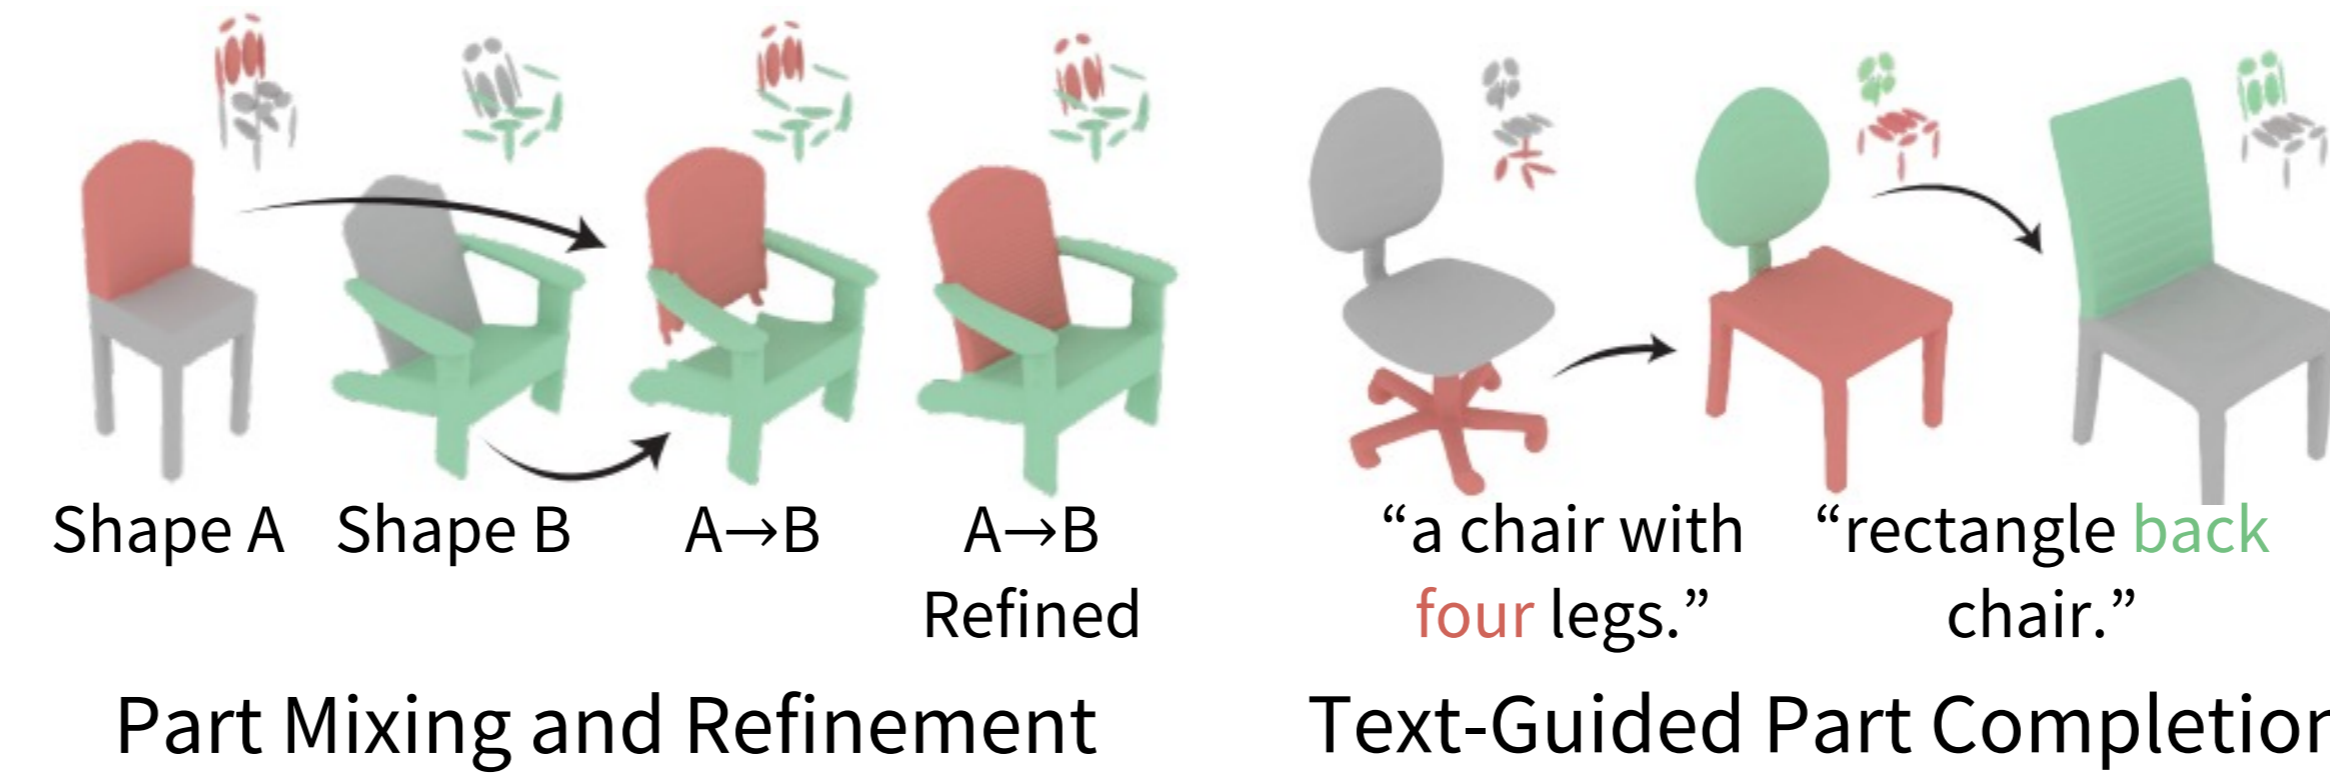 Shape A
Shape B
A→B
A→B
Refined
“a chair with
four legs.”
“rectangle back
chair.”
Part Mixing and Refinement
Text-Guided Part Completion